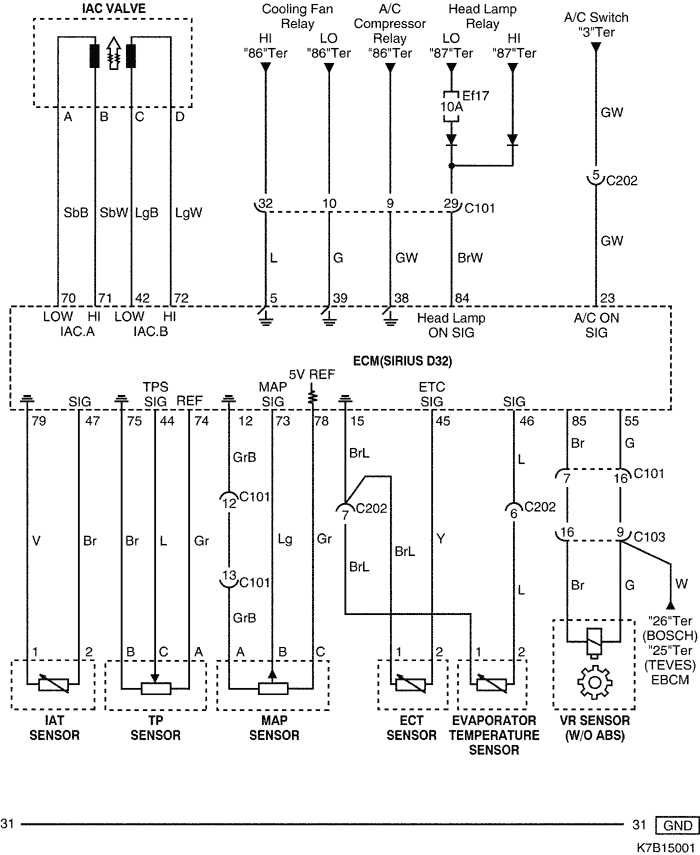 IAC VALVE
Cooling Fan Relay
A/C Compressor Relay
Head Lamp Relay
A/C Switch "3"Ter
HI "86"Ter
LO "86"Ter
"86"Ter
LO "87"Ter
HI "87"Ter
Ef17
10A
A B C D
GW
5 C202
32 10 9 29 C101
SbB SbW LgB LgW
GW
L G GW BrW
70 71 42 72 5 39 38 84 23
LOW HI LOW HI
IAC.A IAC.B
Head Lamp ON SIG
A/C ON SIG
ECM(SIRIUS D32)
5V REF
SIG
TPS SIG
REF
MAP SIG
ETC SIG
SIG
79 47 75 44 74 12 73 78 15 45 46 85 55
GrB BrL L Br G
12 C101
7 C202
6 C202
7 16 C101
V Br Br L Gr Lg Gr BrL Y
16 9 C103
13 C101
BrL
GrB
L
Br G W
"26"Ter
(BOSCH)
"25"Ter
(TEVES)
EBCM
1 2 B C A A B C 1 2 1 2
IAT SENSOR
TP SENSOR
MAP SENSOR
ECT SENSOR
EVAPORATOR TEMPERATURE SENSOR
VR SENSOR (W/O ABS)
31 31 GND
K7B15001